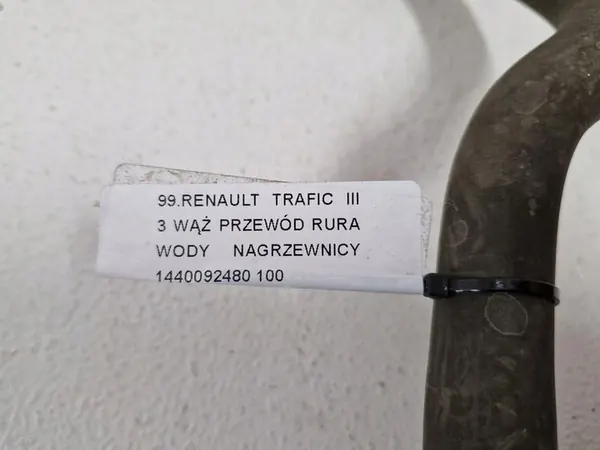 99.RENAULT TRAFIC III
3 WĄŻ PRZEWÓD RURA
WODY NAGRZEWNICY
1440092480 100